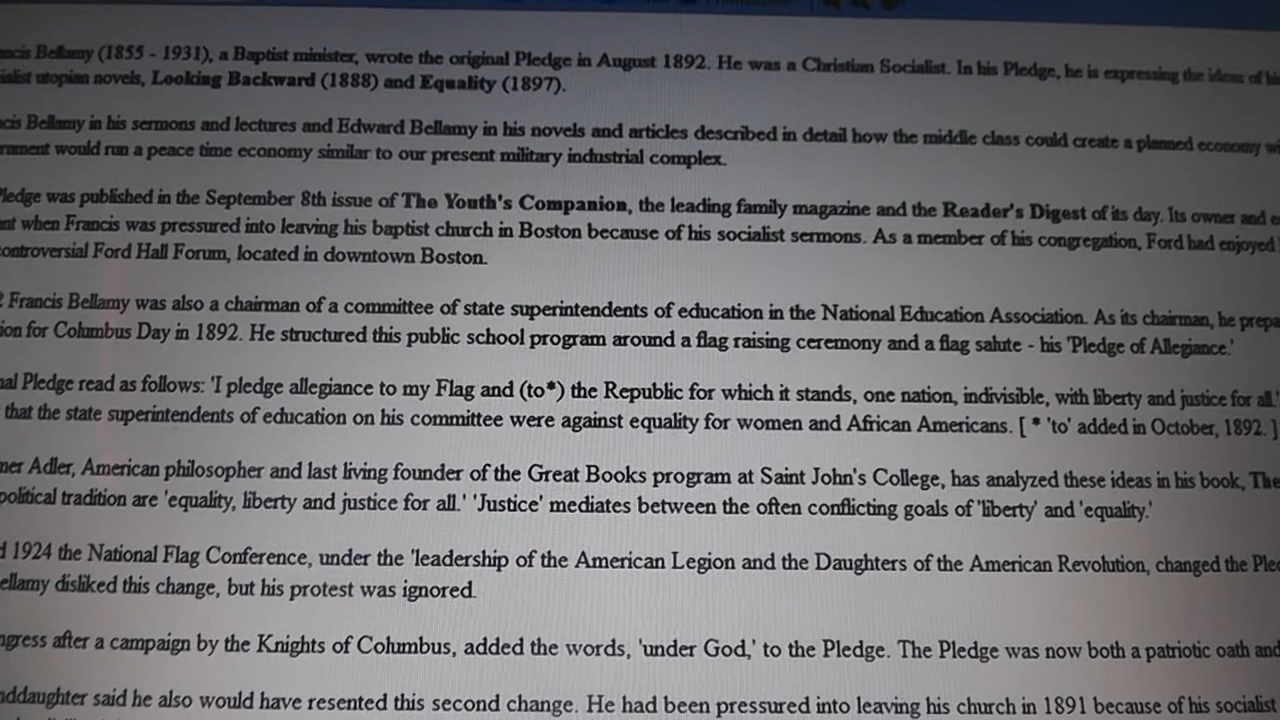 ncis Bellamy (1855 - 1931), a Baptist minister, wrote the original Pledge in August 1892. He was a Christian Socialist. In his Pledge, he is expressing the ideas of hi
ialist utopian novels, Looking Backward (1888) and Equality (1897).
cis Bellamy in his sermons and lectures and Edward Bellamy in his novels and articles described in detail how the middle class could create a planned economy wi
rnment would run a peace time economy similar to our present military industrial complex.
Pledge was published in the September 8th issue of The Youth's Companion, the leading family magazine and the Reader's Digest of its day. Its owner and e
nt when Francis was pressured into leaving his baptist church in Boston because of his socialist sermons. As a member of his congregation, Ford had enjoyed
controversial Ford Hall Forum, located in downtown Boston.
2 Francis Bellamy was also a chairman of a committee of state superintendents of education in the National Education Association. As its chairman, he prepa
ion for Columbus Day in 1892. He structured this public school program around a flag raising ceremony and a flag salute - his 'Pledge of Allegiance.'
nal Pledge read as follows: 'I pledge allegiance to my Flag and (to*) the Republic for which it stands, one nation, indivisible, with liberty and justice for all.'
that the state superintendents of education on his committee were against equality for women and African Americans. [ * 'to' added in October, 1892. ]
mer Adler, American philosopher and last living founder of the Great Books program at Saint John's College, has analyzed these ideas in his book, The
political tradition are 'equality, liberty and justice for all.' 'Justice' mediates between the often conflicting goals of 'liberty' and 'equality.'
d 1924 the National Flag Conference, under the 'leadership of the American Legion and the Daughters of the American Revolution, changed the Pled
ellamy disliked this change, but his protest was ignored.
ngress after a campaign by the Knights of Columbus, added the words, 'under God,' to the Pledge. The Pledge was now both a patriotic oath and
nddaughter said he also would have resented this second change. He had been pressured into leaving his church in 1891 because of his socialist